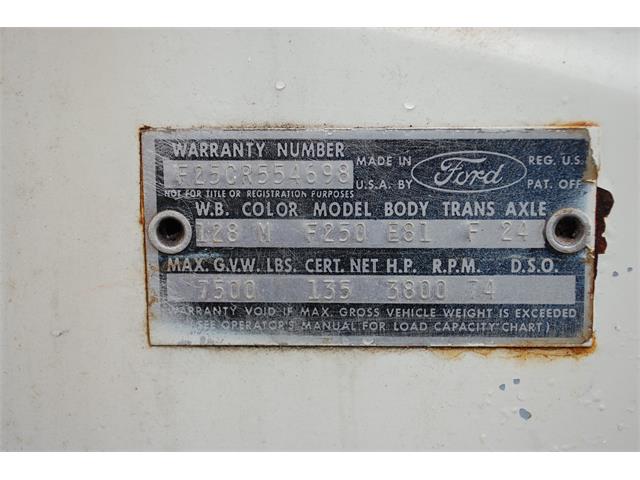 WARRANTY NUMBER
F25CR554698
NOT FOR TITLE OR REGISTRATION PURPOSES
MADE IN
U.S.A. BY
Ford
REG. U.S.
PAT. OFF.
W.B. COLOR MODEL BODY TRANS AXLE
128 M F250 E81 F 24
MAX. G.V.W. LBS. CERT. NET H.P. R.P.M. D.S.O.
7500 135 3800 74
WARRANTY VOID IF MAX. GROSS VEHICLE WEIGHT IS EXCEEDED
(SEE OPERATOR'S MANUAL FOR LOAD CAPACITY CHART)